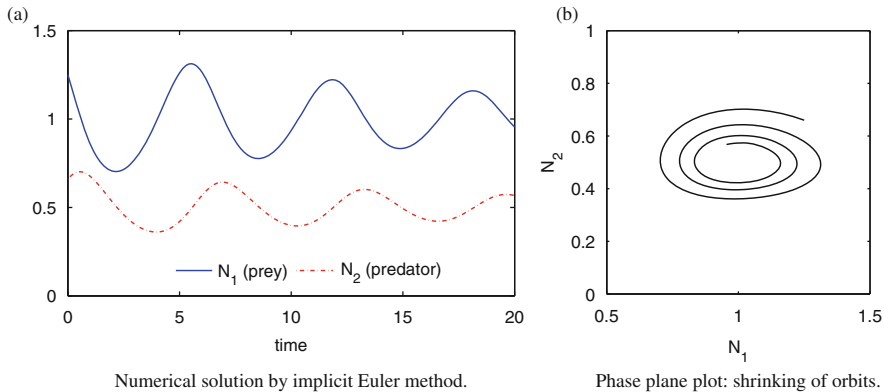 (a)
1.5
1
0.5
0
0 5 10 15 20
time
N1 (prey) N2 (predator)
Numerical solution by implicit Euler method.
(b)
1
0.8
0.6
0.4
0.2
0
N2
0.5 1 1.5
N1
Phase plane plot: shrinking of orbits.